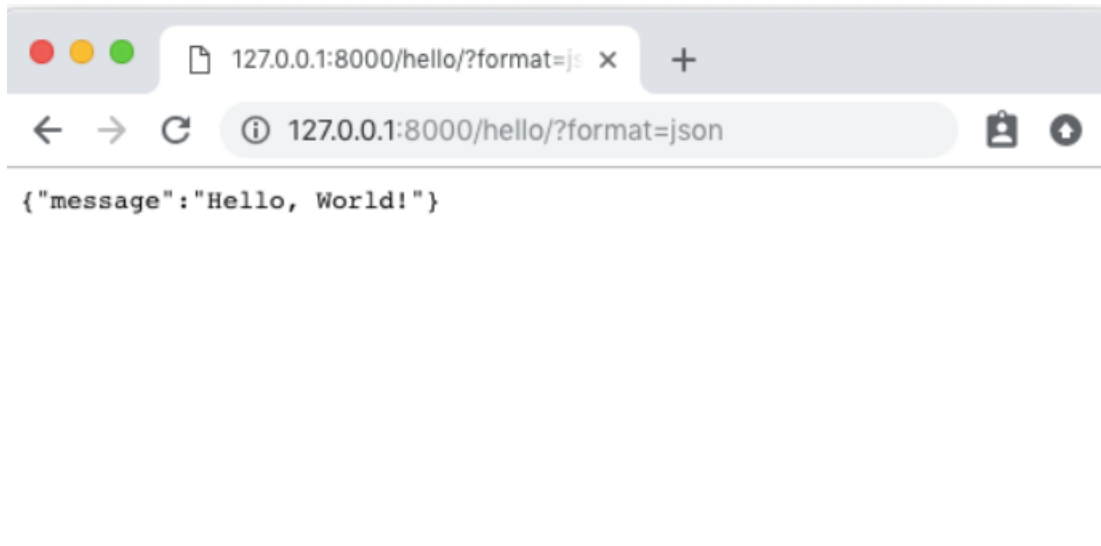 127.0.0.1:8000/hello/?format=js
127.0.0.1:8000/hello/?format=json
{"message":"Hello, World!"}